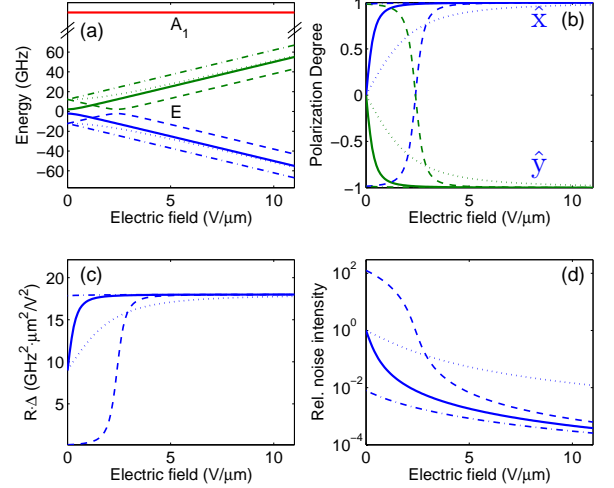 (a)
A₁
E
Energy (GHz)
60
40
20
0
−20
−40
−60
0
5
10
Electric field (V/μm)
(b)
x̂
ŷ
Polarization Degree
1
0.5
0
−0.5
−1
0
5
10
Electric field (V/μm)
(c)
R·Δ (GHz²·μm²/V²)
20
15
10
5
0
5
10
Electric field (V/μm)
(d)
Rel. noise intensity
10²
10⁰
10⁻²
10⁻⁴
0
5
10
Electric field (V/μm)